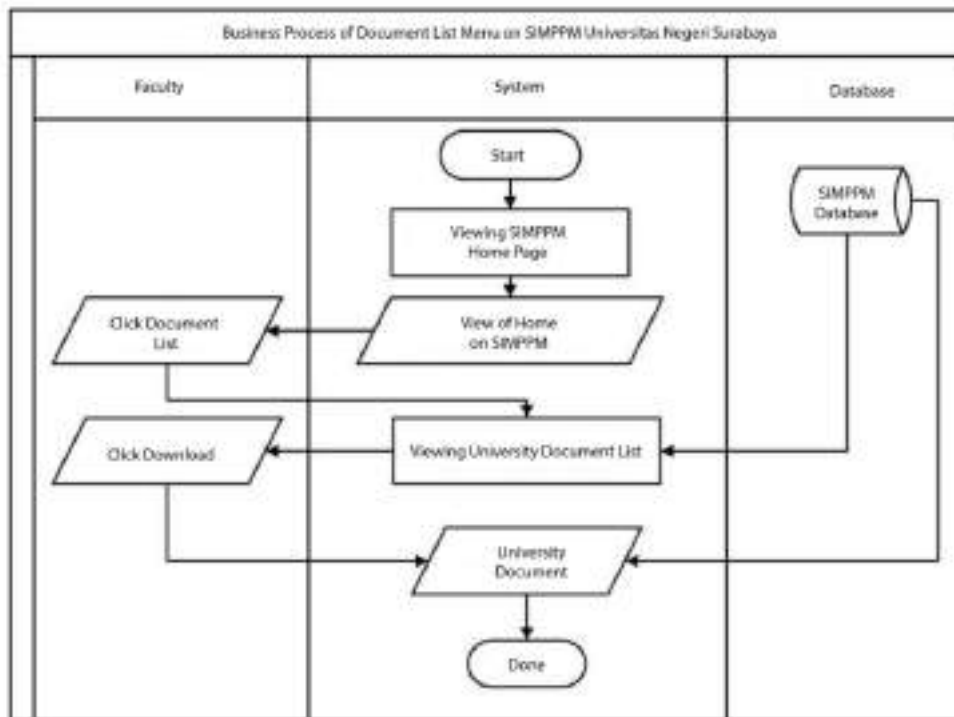 Business Process of Document List Menu on SIMPPM Universitas Negeri Surabaya
Faculty
System
Database
Start
SIMPPM
Database
Viewing SIMPPM
Home Page
Click Document
List
View of Home
on SIMPPM
Click Download
Viewing University Document List
University
Document
Done